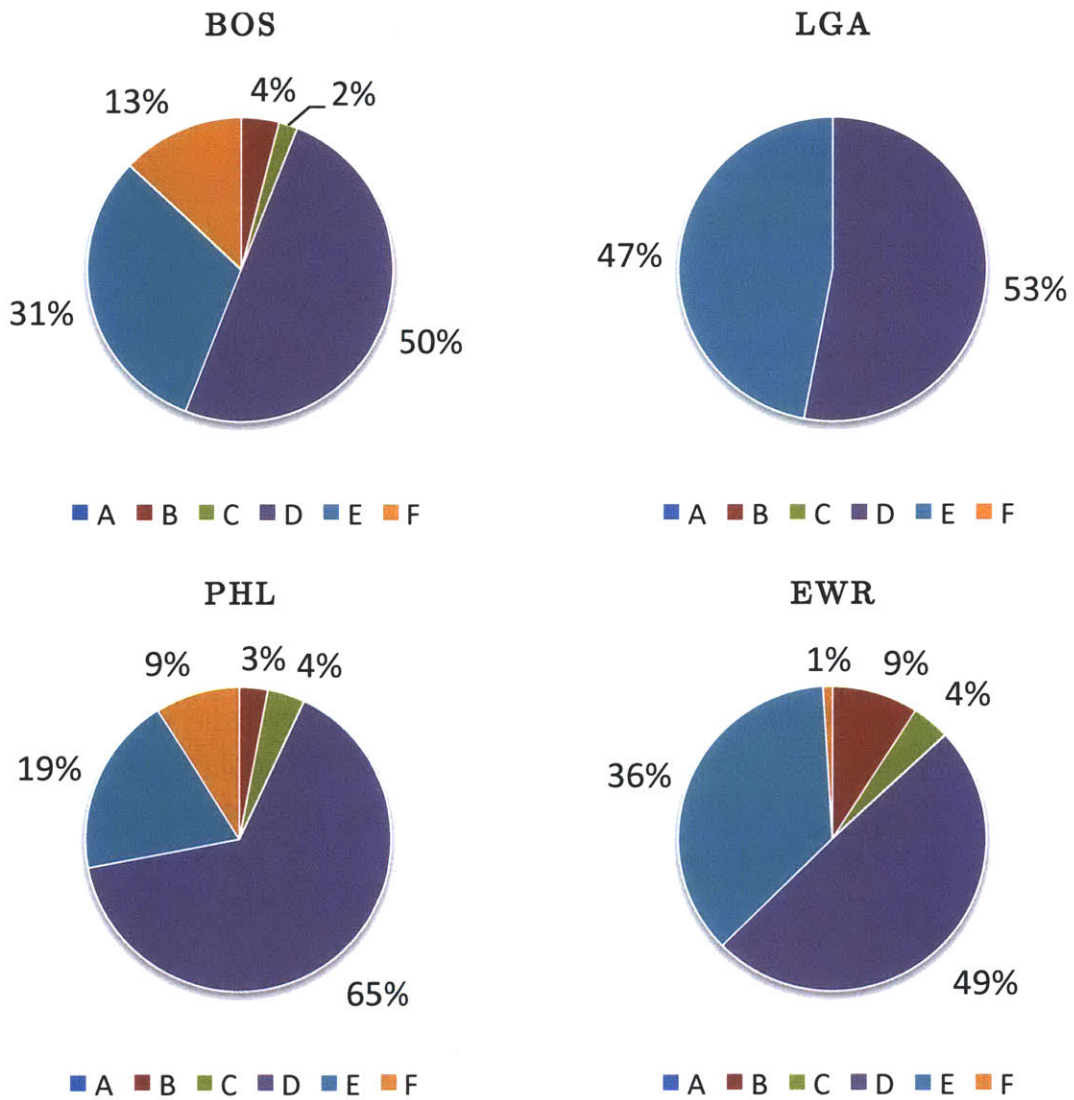 BOS
13%
4%
2%
31%
50%
A B C D E F
LGA
47%
53%
A B C D E F
PHL
9%
3%
4%
19%
65%
A B C D E F
EWR
1%
9%
4%
36%
49%
A B C D E F